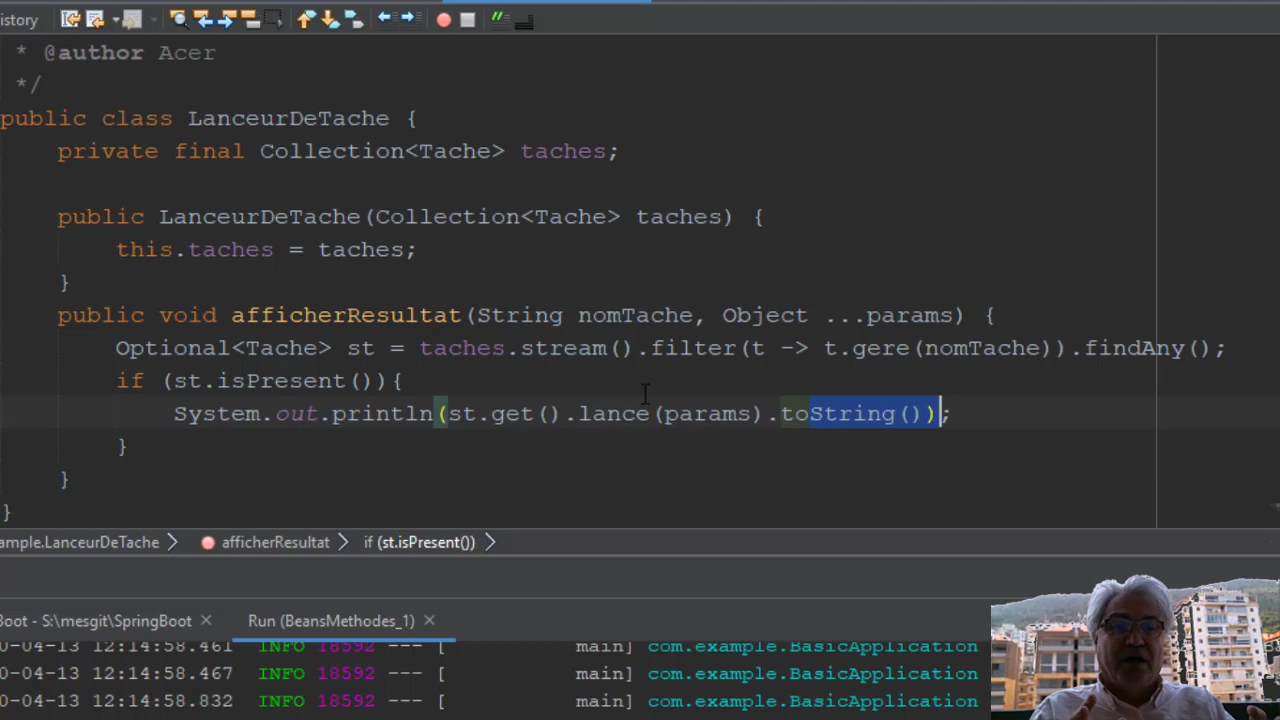 istory
* @author Acer
*/
public class LanceurDeTache {
private final Collection<Tache> taches;
public LanceurDeTache(Collection<Tache> taches) {
this.taches = taches;
}
public void afficherResultat(String nomTache, Object ...params) {
Optional<Tache> st = taches.stream().filter(t -> t.gere(nomTache)).findAny();
if (st.isPresent()){
System.out.println(st.get().lance(params).toString());
}
}
}
ample.LanceurDeTache > afficherResultat > if (st.isPresent()) >
Boot - S:\mesgit\SpringBoot × Run (BeansMethodes_1) ×
0-04-13 12:14:58.461 INFO 18592 --- [ main] com.example.BasicApplication
0-04-13 12:14:58.467 INFO 18592 --- [ main] com.example.BasicApplication
0-04-13 12:14:58.832 INFO 18592 --- [ main] com.example.BasicApplication